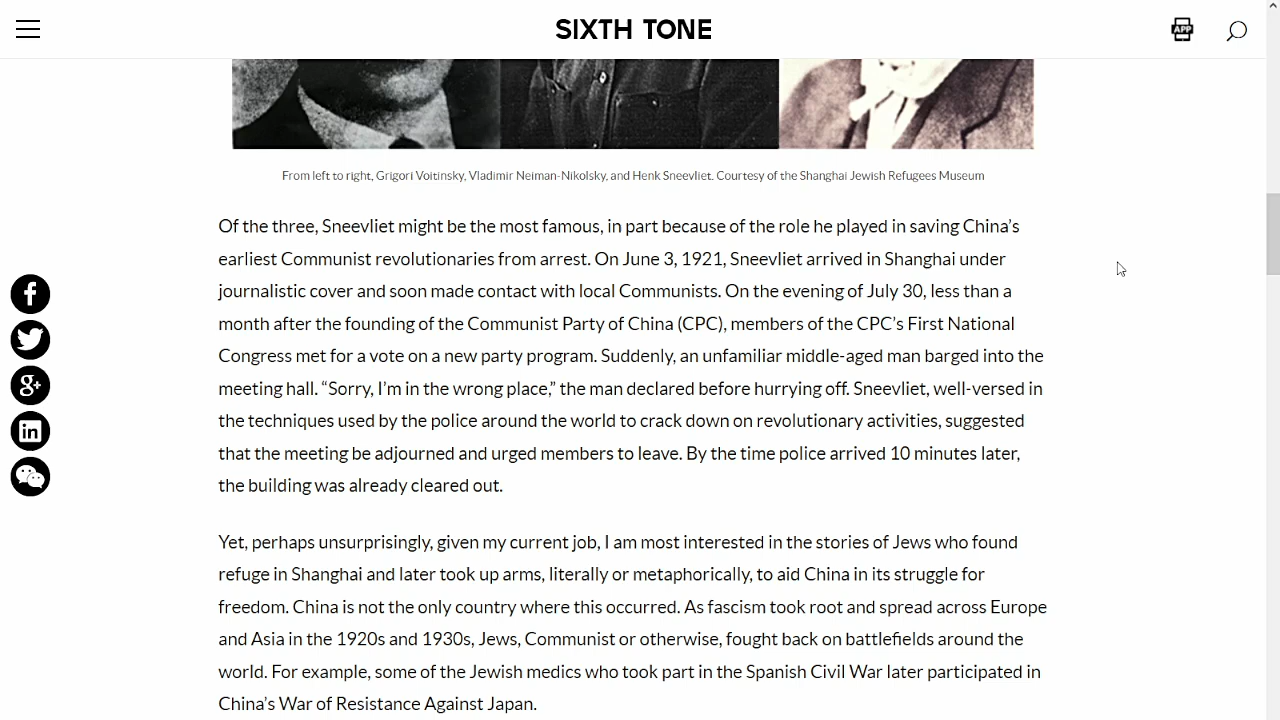 SIXTH TONE
APP
From left to right, Grigori Voitinsky, Vladimir Neiman-Nikolsky, and Henk Sneevliet. Courtesy of the Shanghai Jewish Refugees Museum
Of the three, Sneevliet might be the most famous, in part because of the role he played in saving China’s
earliest Communist revolutionaries from arrest. On June 3, 1921, Sneevliet arrived in Shanghai under
journalistic cover and soon made contact with local Communists. On the evening of July 30, less than a
month after the founding of the Communist Party of China (CPC), members of the CPC’s First National
Congress met for a vote on a new party program. Suddenly, an unfamiliar middle-aged man barged into the
meeting hall. “Sorry, I’m in the wrong place,” the man declared before hurrying off. Sneevliet, well-versed in
the techniques used by the police around the world to crack down on revolutionary activities, suggested
that the meeting be adjourned and urged members to leave. By the time police arrived 10 minutes later,
the building was already cleared out.
Yet, perhaps unsurprisingly, given my current job, I am most interested in the stories of Jews who found
refuge in Shanghai and later took up arms, literally or metaphorically, to aid China in its struggle for
freedom. China is not the only country where this occurred. As fascism took root and spread across Europe
and Asia in the 1920s and 1930s, Jews, Communist or otherwise, fought back on battlefields around the
world. For example, some of the Jewish medics who took part in the Spanish Civil War later participated in
China’s War of Resistance Against Japan.